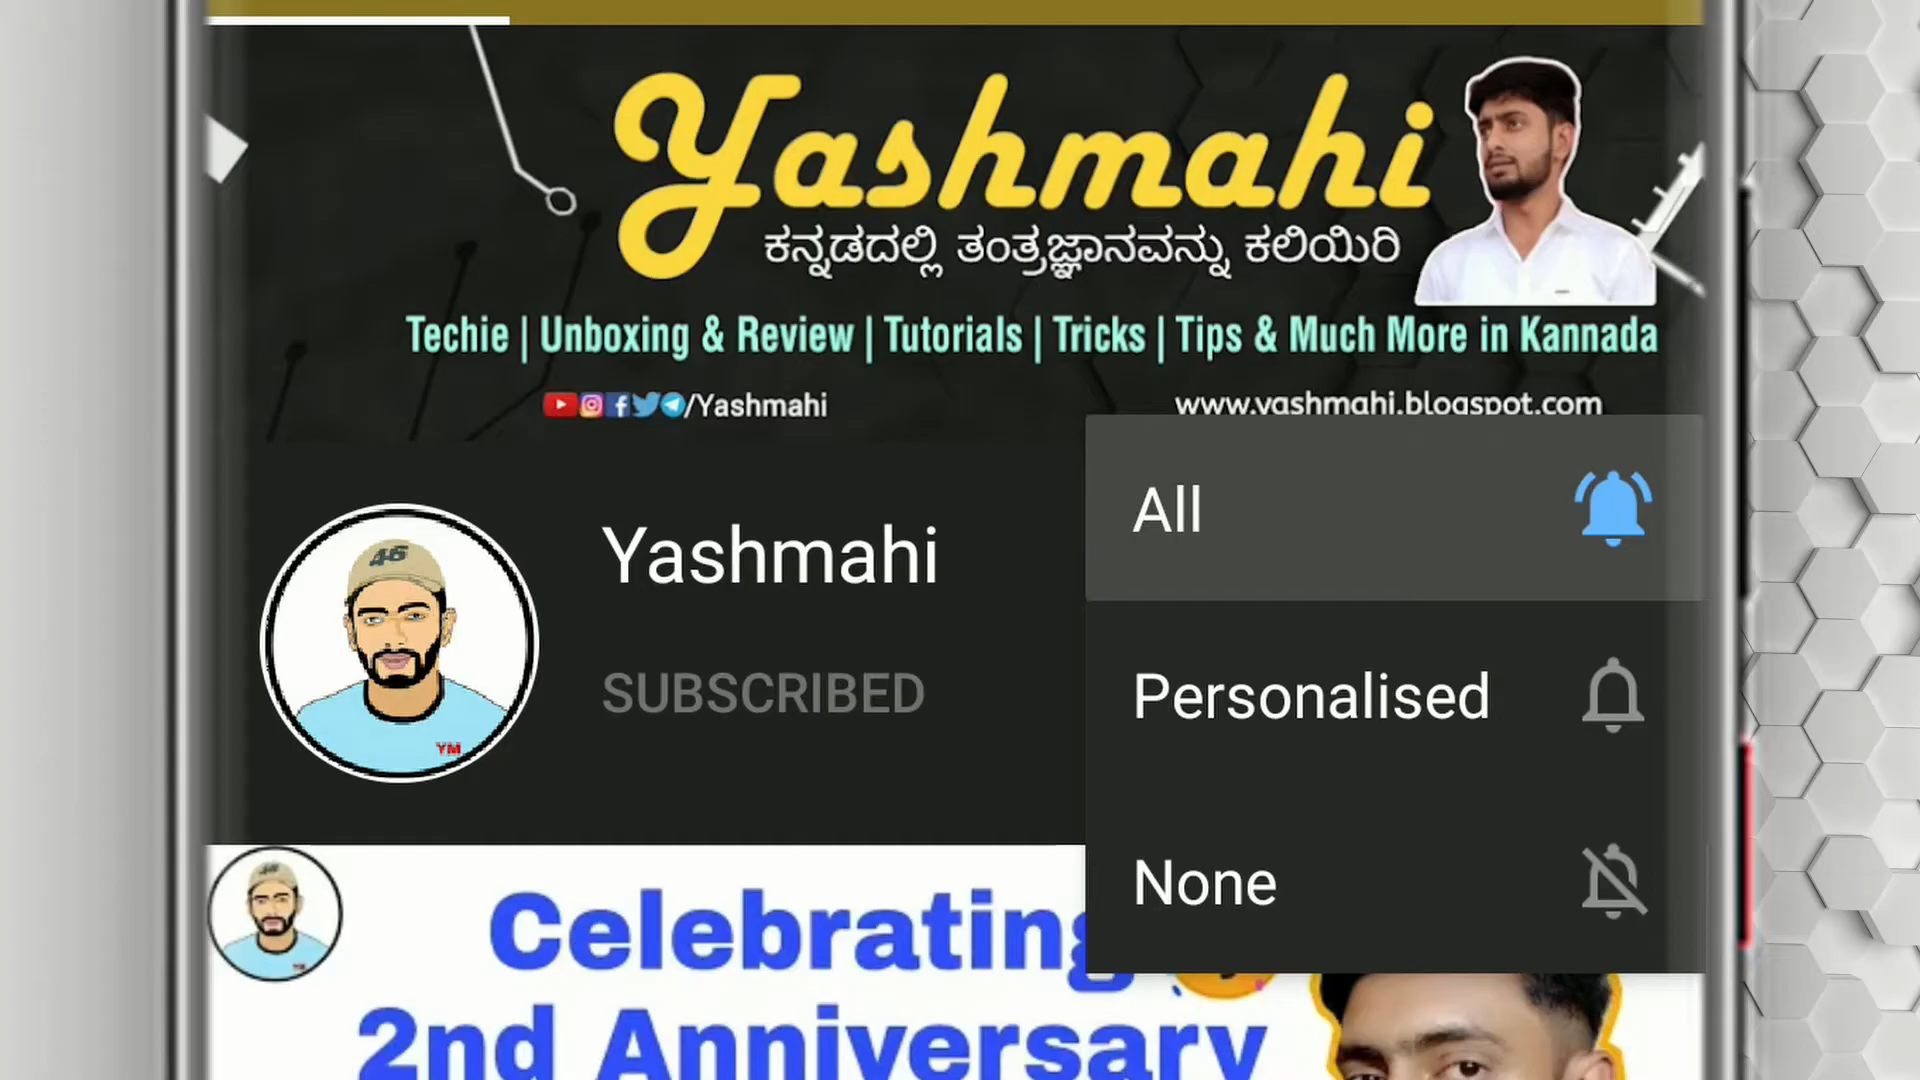 Yashmahi
ಕನ್ನಡದಲ್ಲಿ ತಂತ್ರಜ್ಞಾನವನ್ನು ಕಲಿಯಿರಿ
Techie | Unboxing & Review | Tutorials | Tricks | Tips & Much More in Kannada
/Yashmahi
www.yashmahi.blogspot.com
46
Yashmahi
SUBSCRIBED
YM
All
Personalised
None
Celebrating
2nd Anniversary